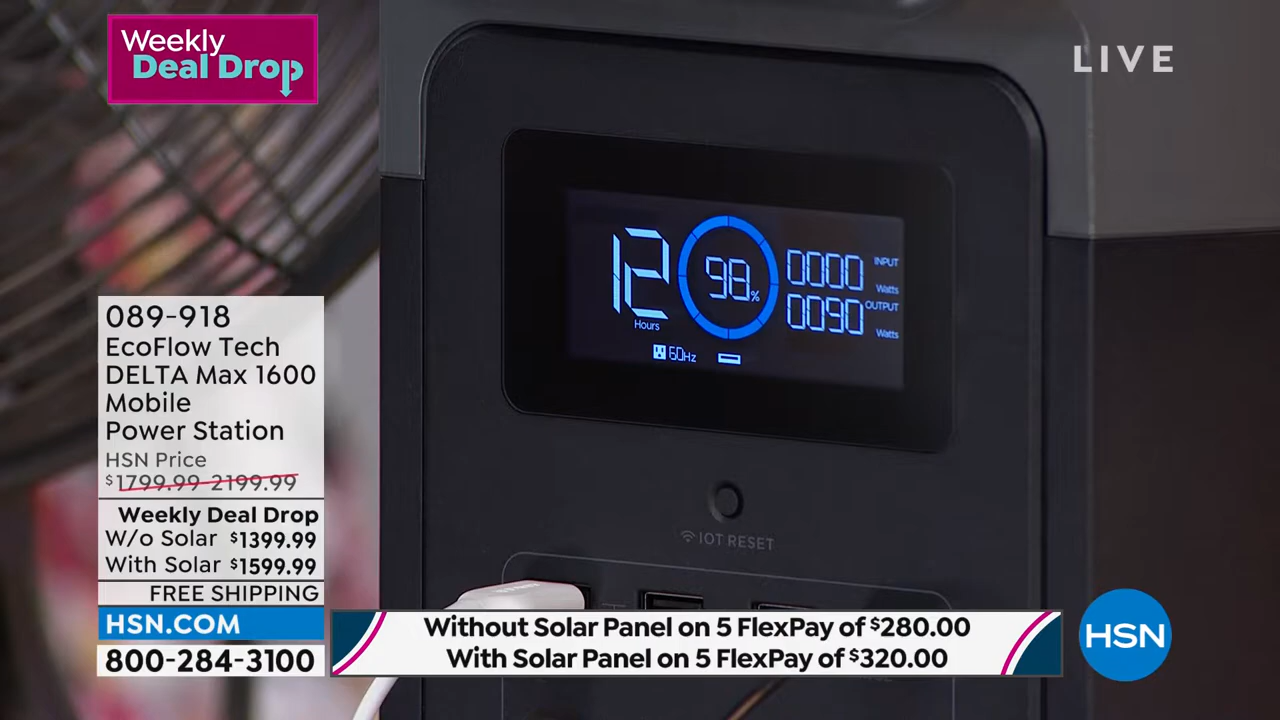 Weekly
Deal Drop
LIVE
12
Hours
98%
0000
INPUT
Watts
0090
OUTPUT
Watts
60Hz
IOT RESET
089-918
EcoFlow Tech
DELTA Max 1600
Mobile
Power Station
HSN Price
$1799.99-2199.99
Weekly Deal Drop
W/o Solar $1399.99
With Solar $1599.99
FREE SHIPPING
HSN.COM
800-284-3100
Without Solar Panel on 5 FlexPay of $280.00
With Solar Panel on 5 FlexPay of $320.00
HSN